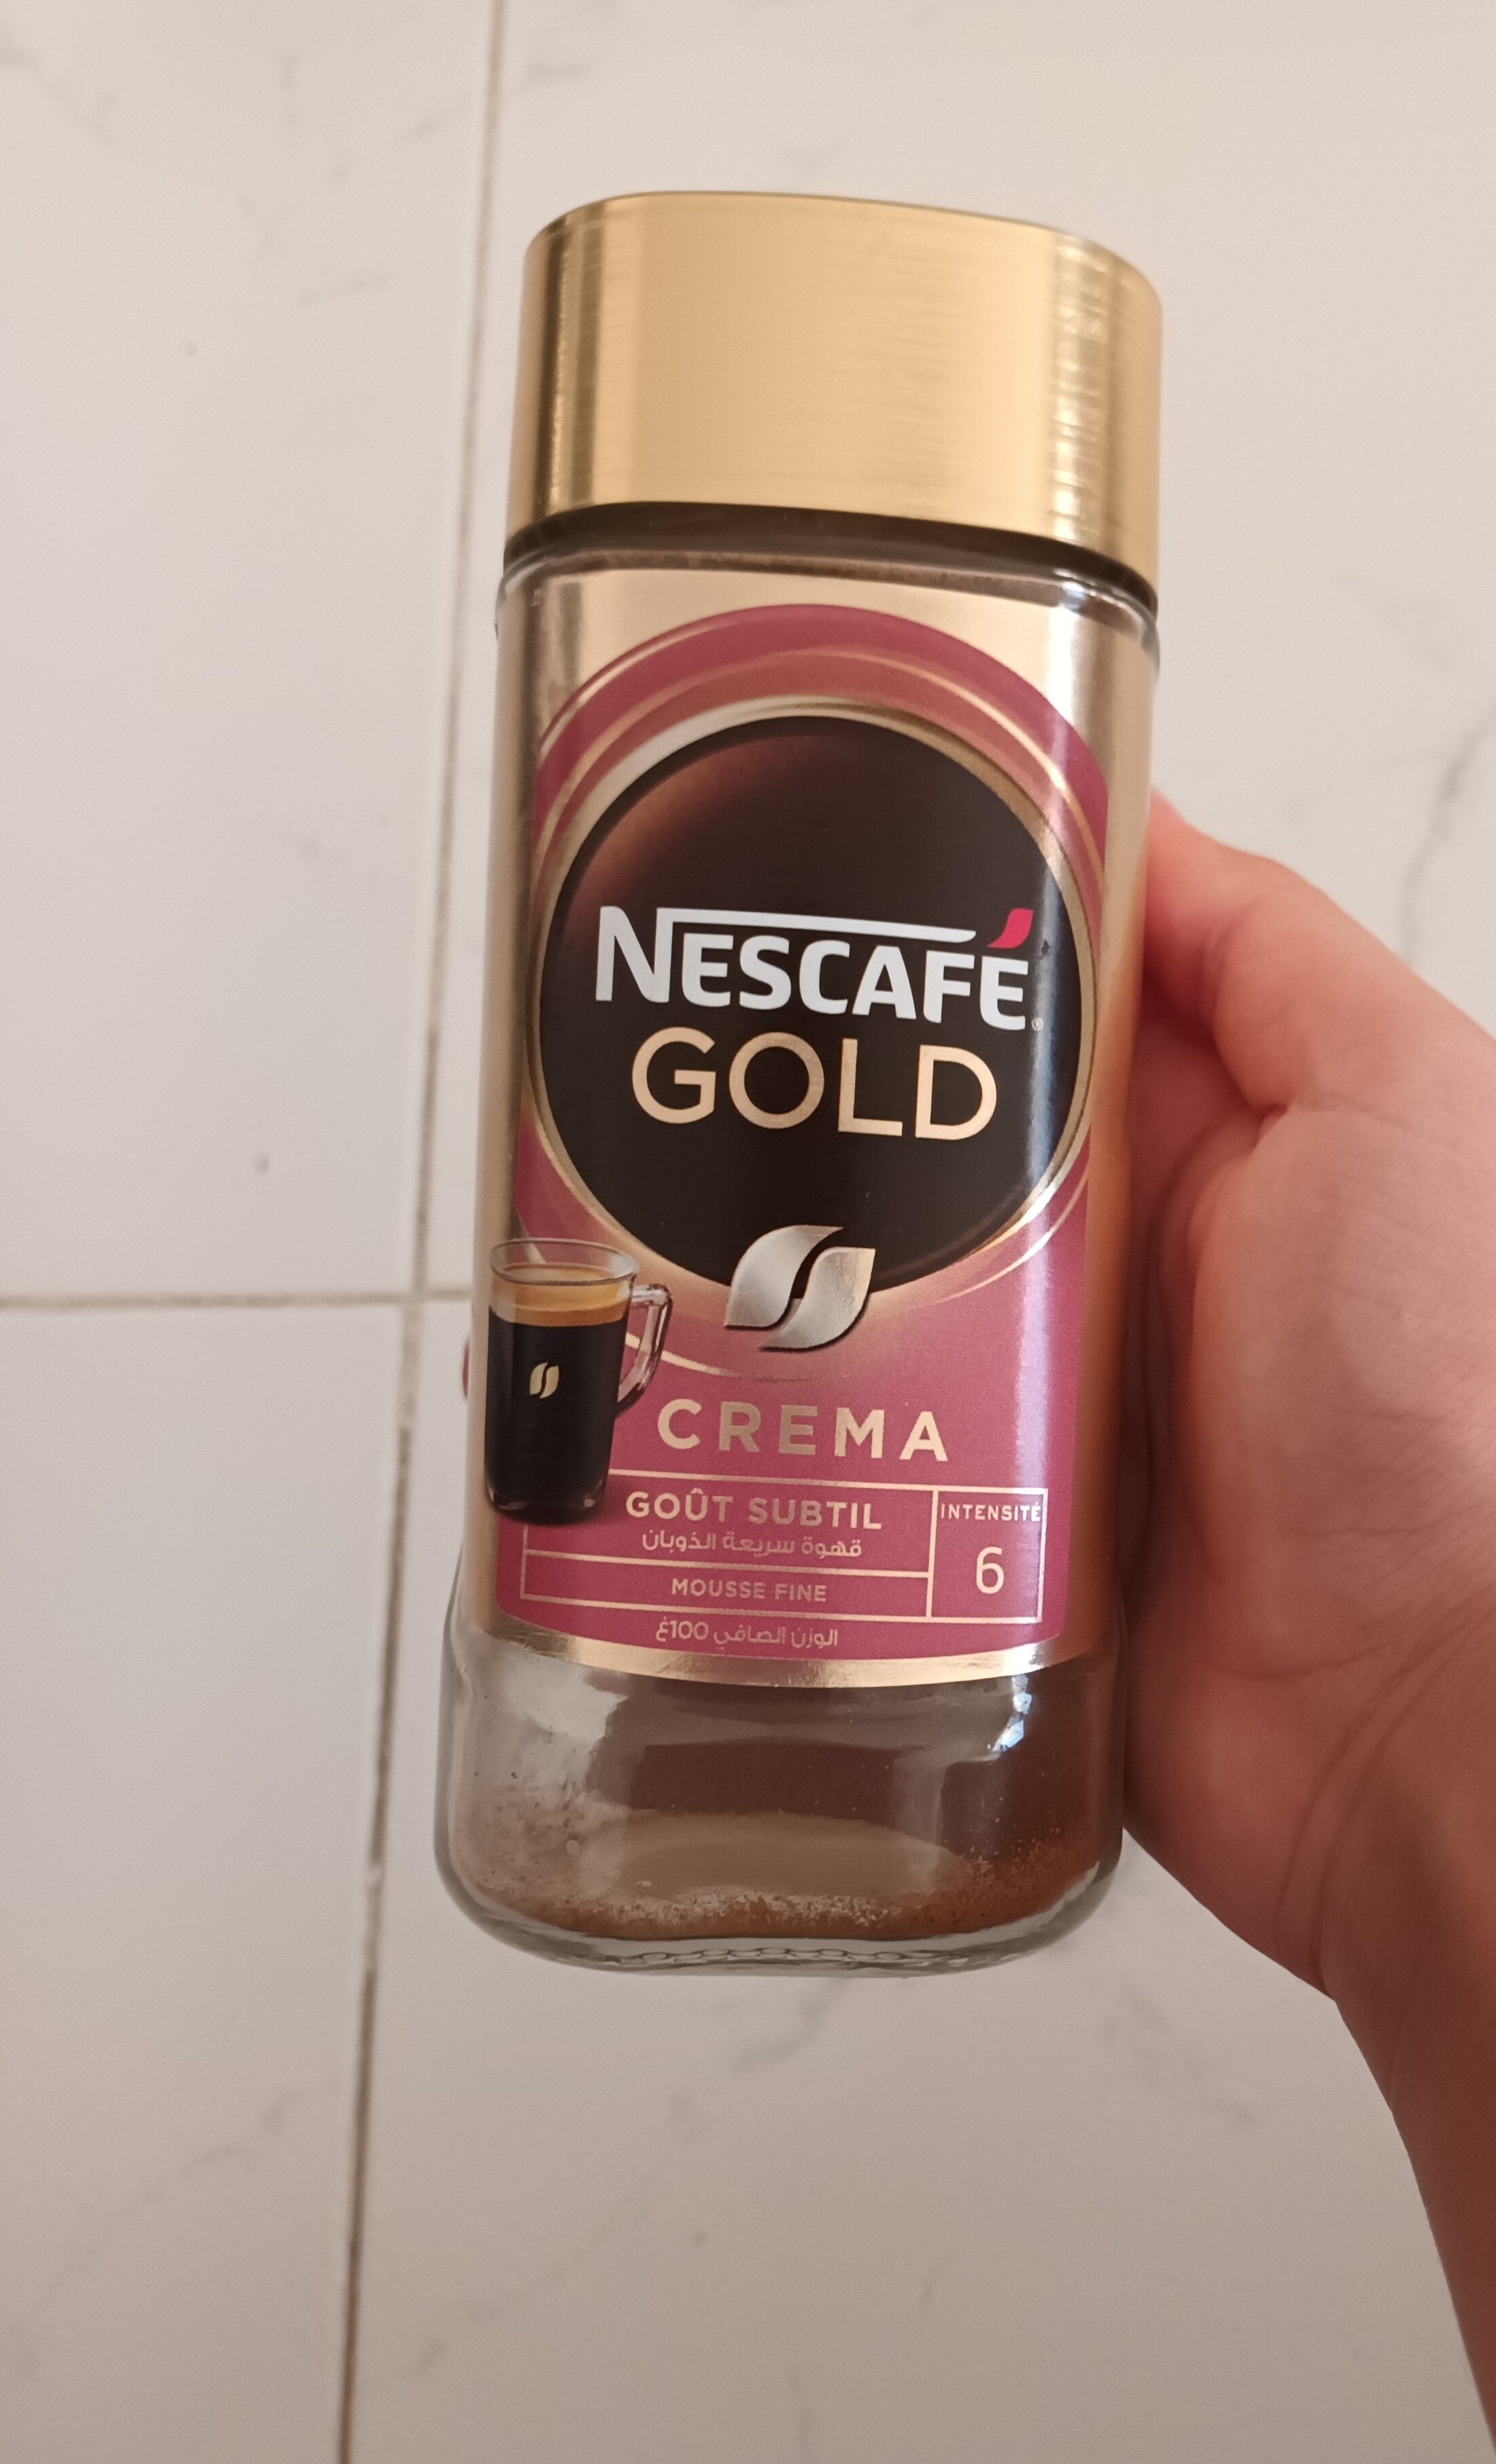 NESCAFÉ®
GOLD
CREMA
GOÛT SUBTIL
قهوة سريعة الذوبان
MOUSSE FINE
INTENSITÉ
6
الوزن الصافي 100غ